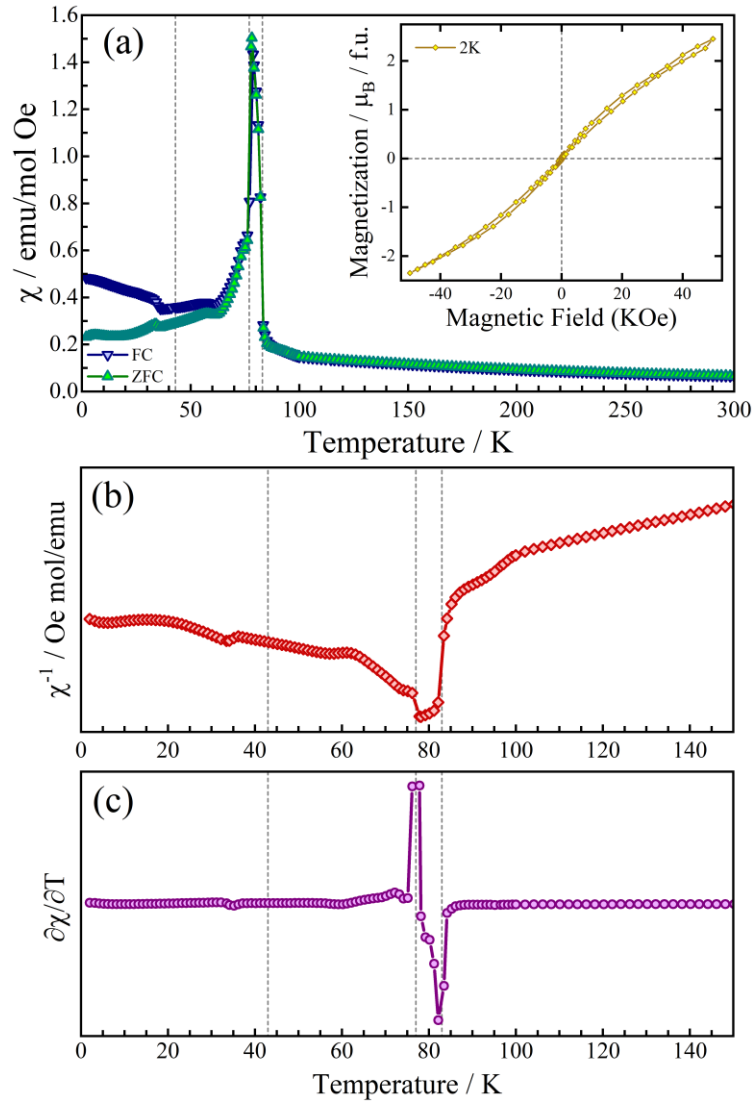 (a)
χ / emu/mol Oe
1.6
1.4
1.2
1.0
0.8
0.6
0.4
0.2
0.0
FC
ZFC
0 50 100 150 200 250 300
Temperature / K
2K
Magnetization / μ_B / f.u.
2
1
0
-1
-2
-40 -20 0 20 40
Magnetic Field (KOe)
(b)
χ⁻¹ / Oe mol/emu
0 20 40 60 80 100 120 140
(c)
∂χ/∂T
0 20 40 60 80 100 120 140
Temperature / K